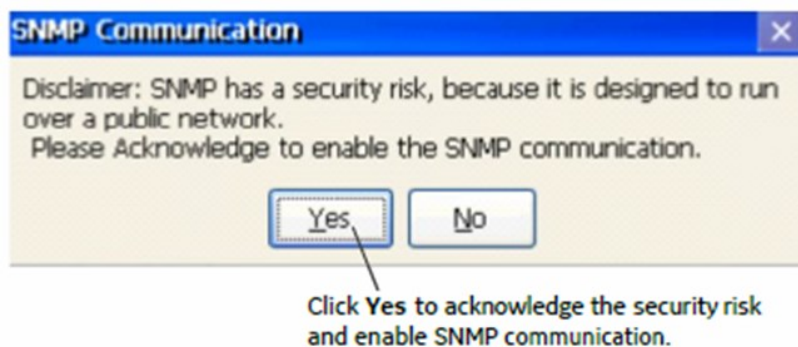 SNMP Communication
Disclaimer: SNMP has a security risk, because it is designed to run
over a public network.
Please Acknowledge to enable the SNMP communication.
Yes No
Click Yes to acknowledge the security risk
and enable SNMP communication.